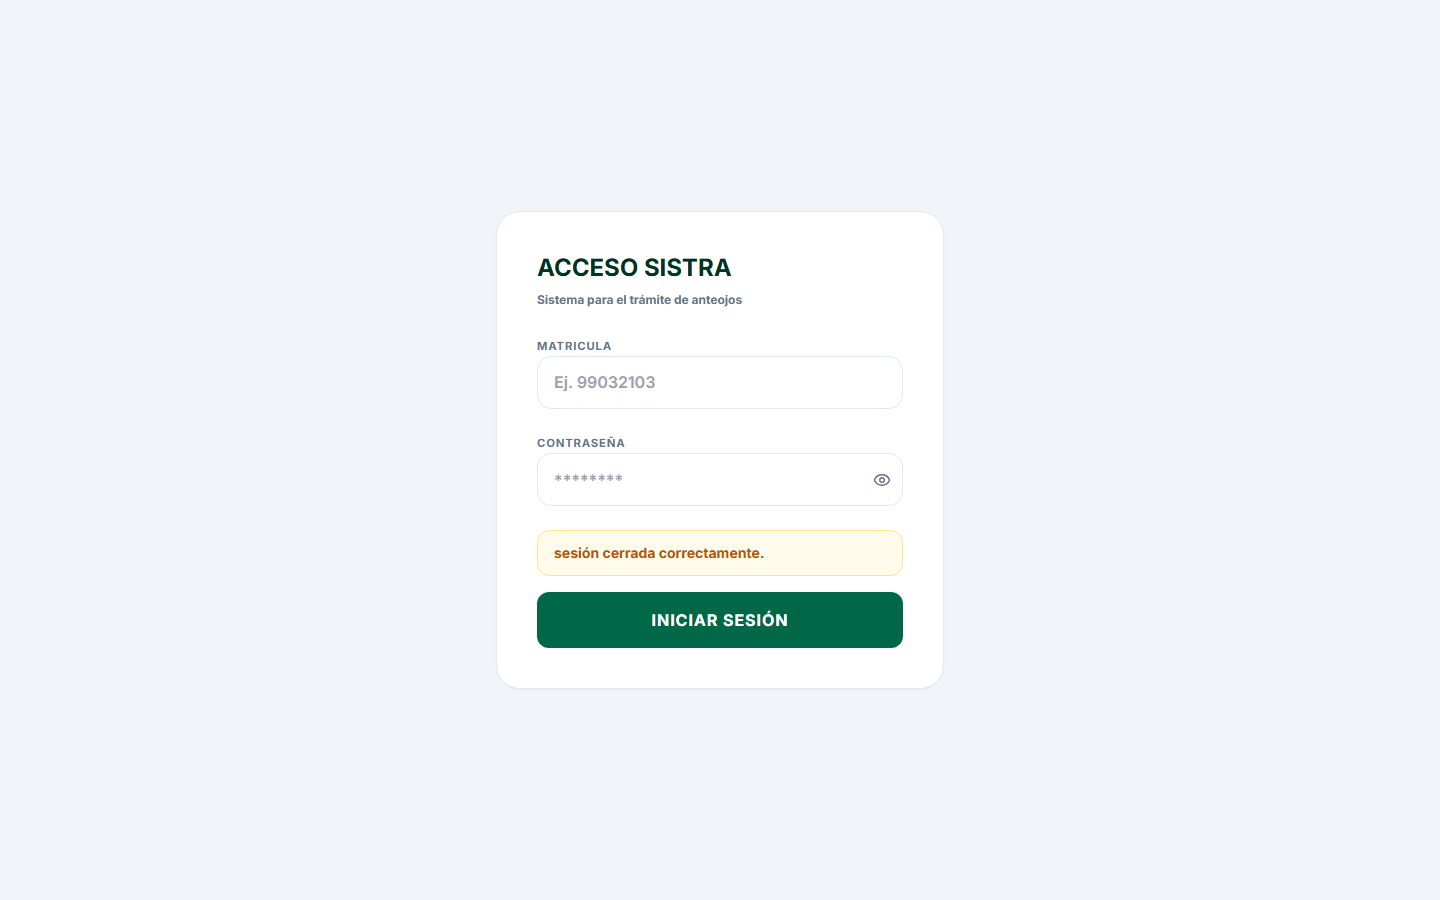 ACCESO SISTRA
Sistema para el trámite de anteojos
MATRICULA
Ej. 99032103
CONTRASEÑA
********
sesión cerrada correctamente.
INICIAR SESIÓN